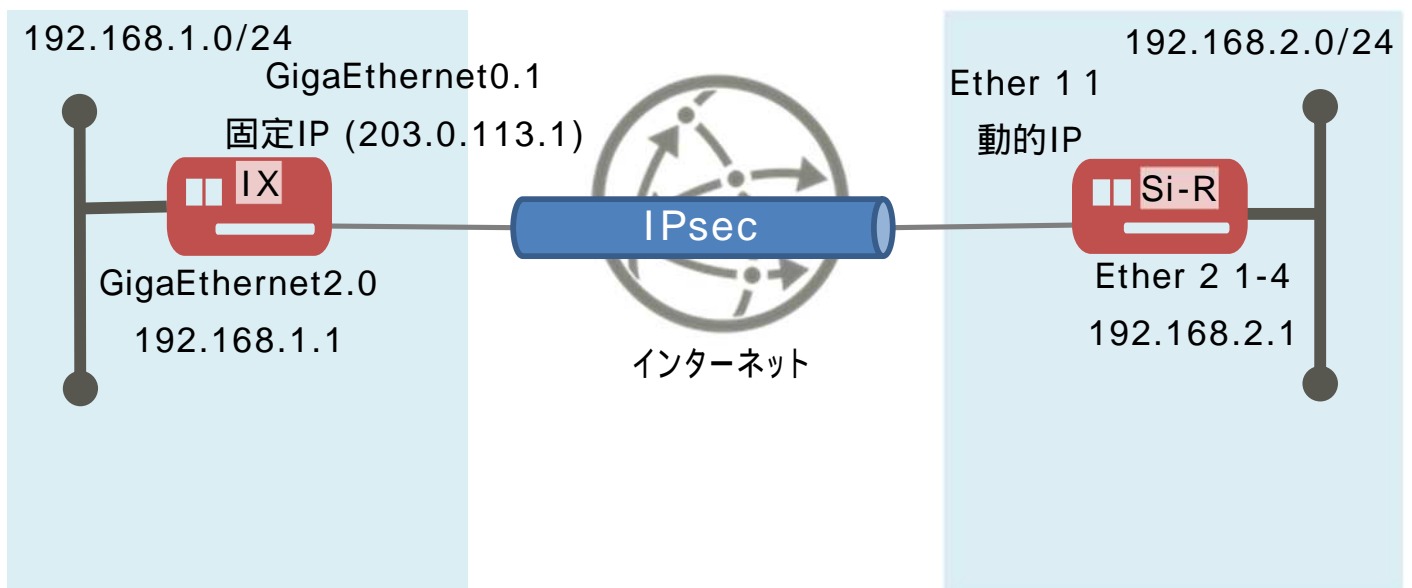 192.168.1.0/24
GigaEthernet0.1
固定IP (203.0.113.1)
IX
GigaEthernet2.0
192.168.1.1
IPsec
インターネット
192.168.2.0/24
Ether 1 1
動的IP
Si-R
Ether 2 1-4
192.168.2.1